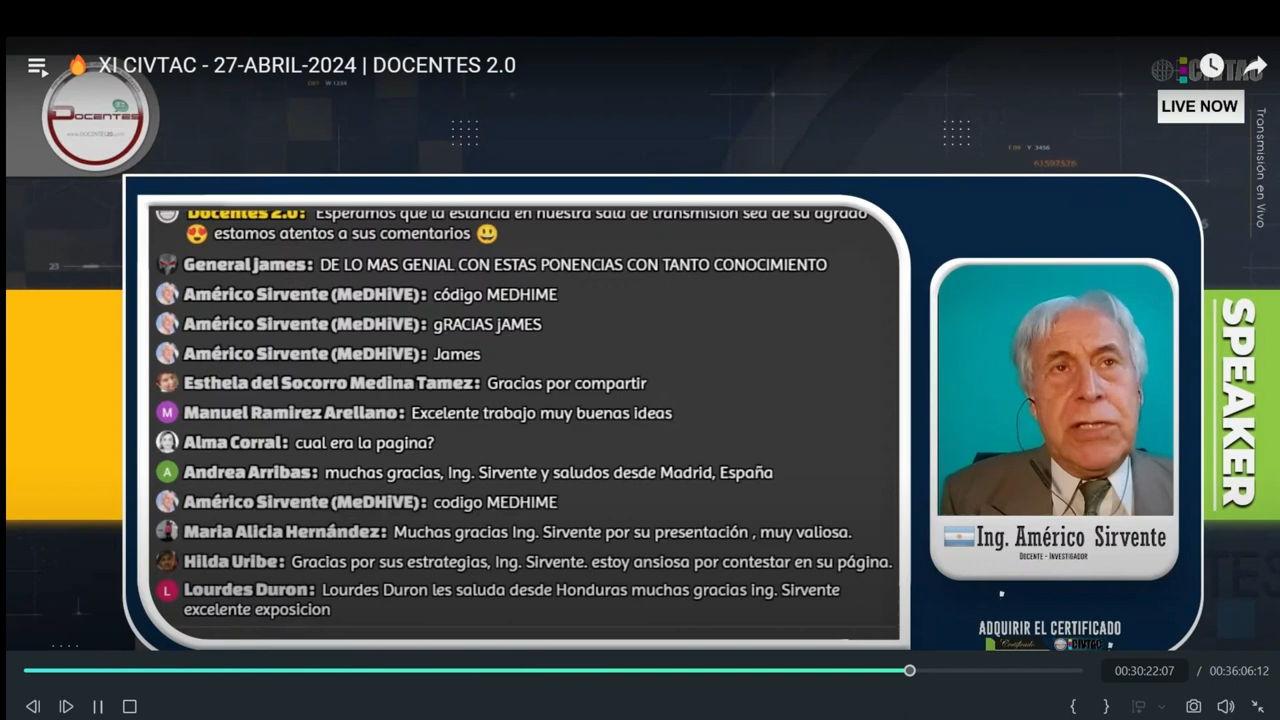 XI CIVTAC - 27-ABRIL-2024 | DOCENTES 2.0
CIVTAC
LIVE NOW
DOCENTES
Transmisión en Vivo
Docentes 2.0: Esperamos que la estancia en nuestra sala de transmisión sea de su agrado
😍 estamos atentos a sus comentarios 😃
General james: DE LO MAS GENIAL CON ESTAS PONENCIAS CON TANTO CONOCIMIENTO
Américo Sirvente (MeDHiVE): código MEDHIME
Américo Sirvente (MeDHiVE): gRACIAS jAMES
Américo Sirvente (MeDHiVE): James
Esthela del Socorro Medina Tamez: Gracias por compartir
M Manuel Ramirez Arellano: Excelente trabajo muy buenas ideas
Alma Corral: cual era la pagina?
A Andrea Arribas: muchas gracias, Ing. Sirvente y saludos desde Madrid, España
Américo Sirvente (MeDHiVE): codigo MEDHIME
Maria Alicia Hernández: Muchas gracias Ing. Sirvente por su presentación , muy valiosa.
Hilda Uribe: Gracias por sus estrategias, Ing. Sirvente. estoy ansiosa por contestar en su página.
L Lourdes Duron: Lourdes Duron les saluda desde Honduras muchas gracias ing. Sirvente
excelente exposicion
SPEAKER
Ing. Américo Sirvente
DOCENTE - INVESTIGADOR
ADQUIRIR EL CERTIFICADO
Certificado
CIVTAC
23
00:30:22:07 / 00:36:06:12